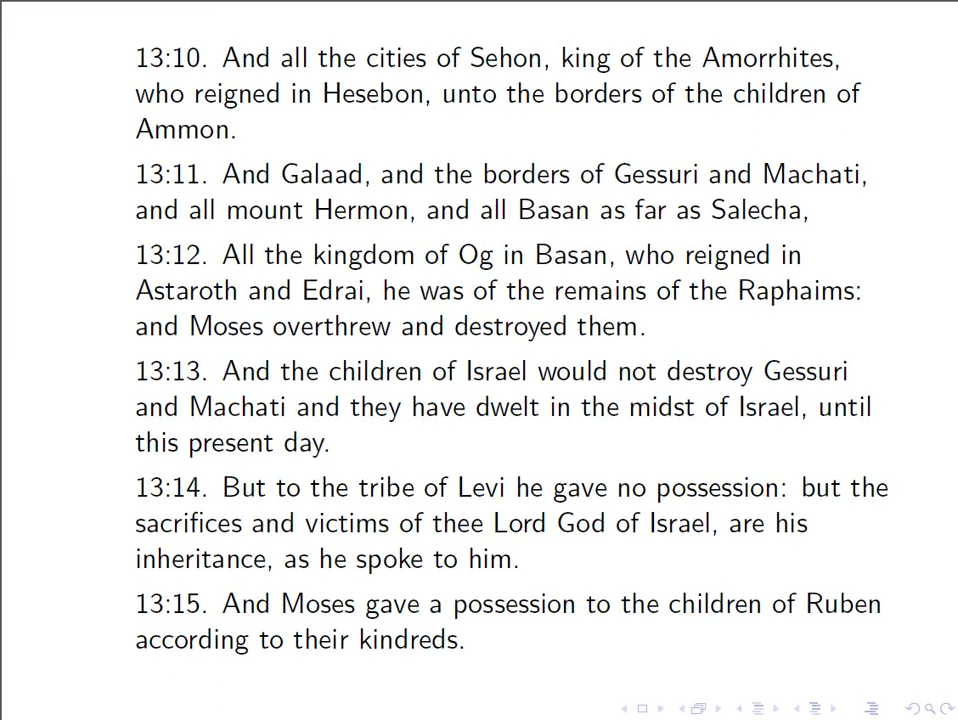 13:10. And all the cities of Sehon, king of the Amorrhites,
who reigned in Hesebon, unto the borders of the children of
Ammon.
13:11. And Galaad, and the borders of Gessuri and Machati,
and all mount Hermon, and all Basan as far as Salecha,
13:12. All the kingdom of Og in Basan, who reigned in
Astaroth and Edrai, he was of the remains of the Raphaims:
and Moses overthrew and destroyed them.
13:13. And the children of Israel would not destroy Gessuri
and Machati and they have dwelt in the midst of Israel, until
this present day.
13:14. But to the tribe of Levi he gave no possession: but the
sacrifices and victims of thee Lord God of Israel, are his
inheritance, as he spoke to him.
13:15. And Moses gave a possession to the children of Ruben
according to their kindreds.